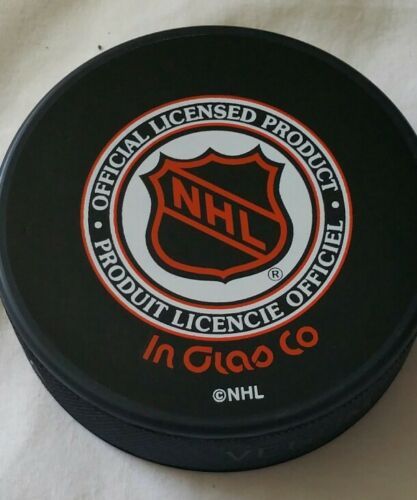 • OFFICIAL LICENSED PRODUCT •
NHL
®
PRODUIT LICENCIE OFFICIEL
In Glas Co
©NHL